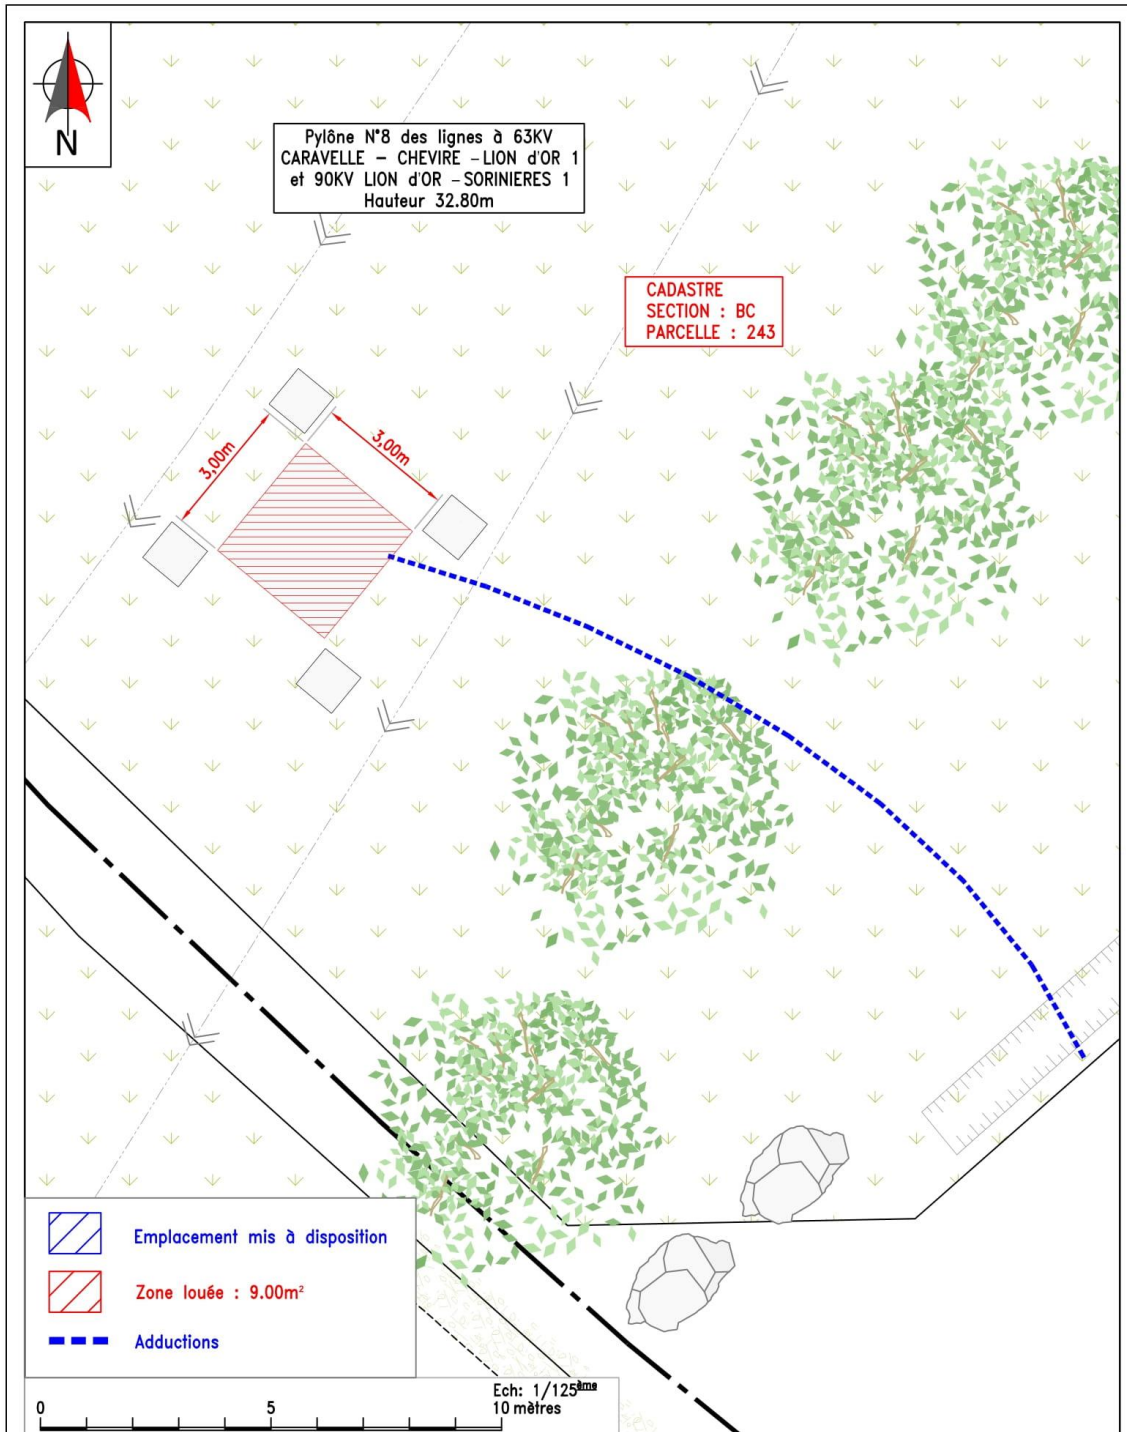 N
Pylône N°8 des lignes à 63KV
CARAVELLE - CHEVIRE -LION d'OR 1
et 90KV LION d'OR -SORINIERES 1
Hauteur 32.80m
CADASTRE
SECTION : BC
PARCELLE : 243
3,00m
3,00m
Emplacement mis à disposition
Zone louée : 9.00m²
Adductions
Ech: 1/125ème
0 5 10 mètres